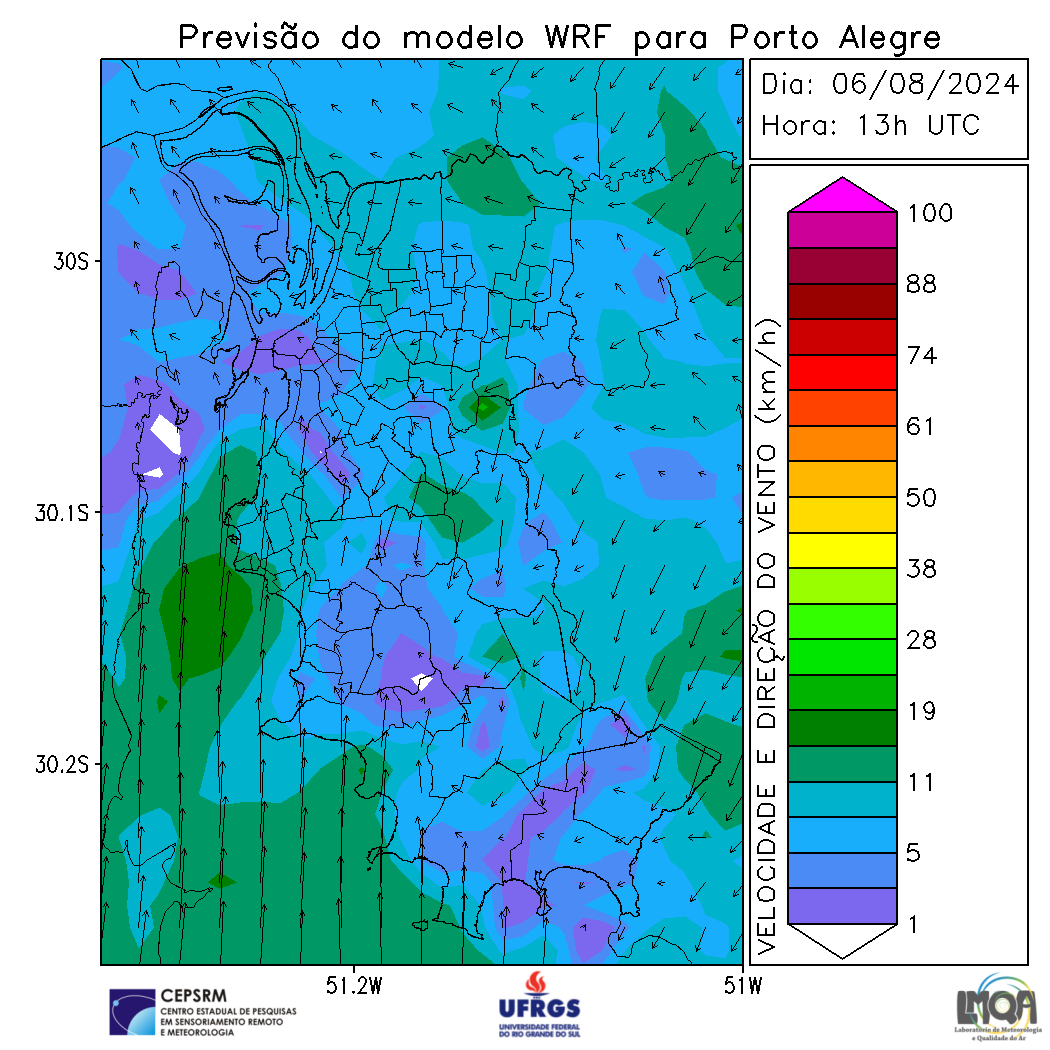 Previsão do modelo WRF para Porto Alegre
Dia: 06/08/2024
Hora: 13h UTC
30S
30.1S
30.2S
51.2W
51W
VELOCIDADE E DIREÇÃO DO VENTO (km/h)
100
88
74
61
50
38
28
19
11
5
1
CEPSRM
CENTRO ESTADUAL DE PESQUISAS
EM SENSORIAMENTO REMOTO
E METEOROLOGIA
UFRGS
UNIVERSIDADE FEDERAL
DO RIO GRANDE DO SUL
LMQA
Laboratório de Meteorologia
e Qualidade do Ar